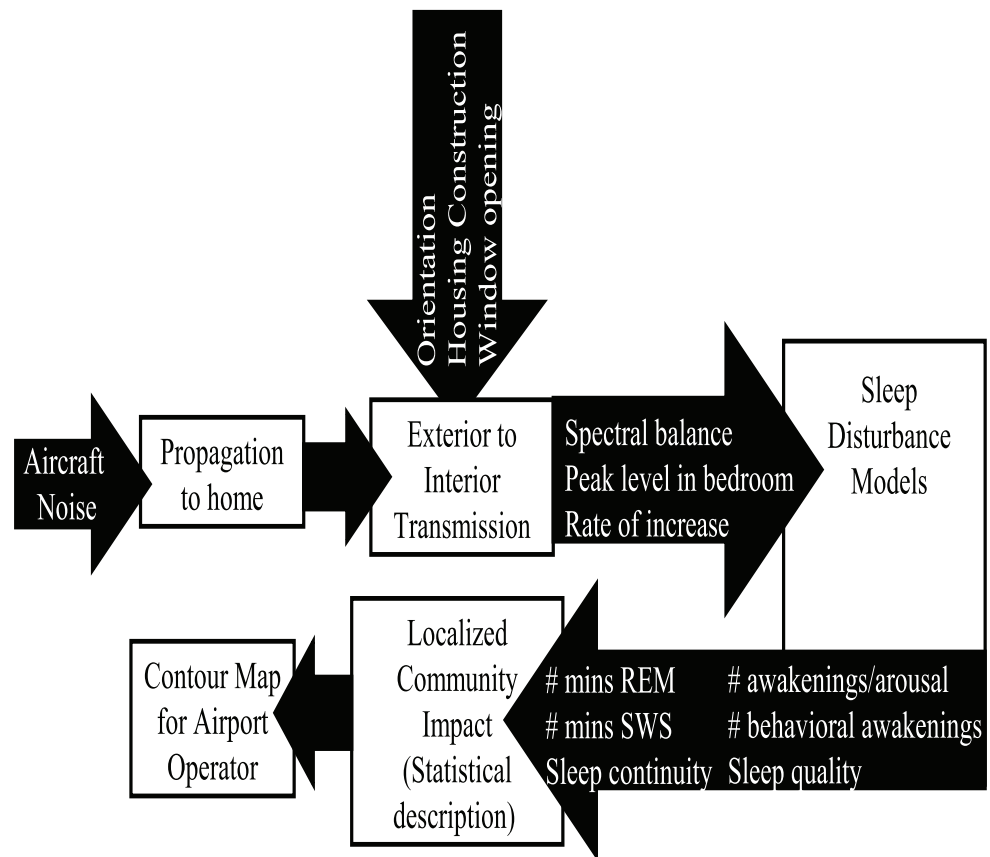 Orientation
Housing Construction
Window opening
Aircraft
Noise
Propagation
to home
Exterior to
Interior
Transmission
Spectral balance
Peak level in bedroom
Rate of increase
Sleep
Disturbance
Models
# mins REM
# mins SWS
Sleep continuity
# awakenings/arousal
# behavioral awakenings
Sleep quality
Localized
Community
Impact
(Statistical
description)
Contour Map
for Airport
Operator